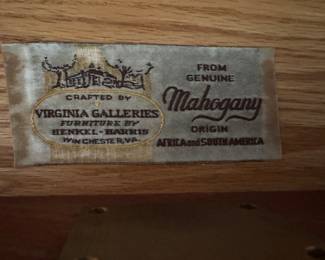 CRAFTED BY
VIRGINIA GALLERIES
FURNITURE BY
HENKEL-HARRIS
WINCHESTER, VA.
FROM
GENUINE
Mahogany
ORIGIN
AFRICA and SOUTH AMERICA